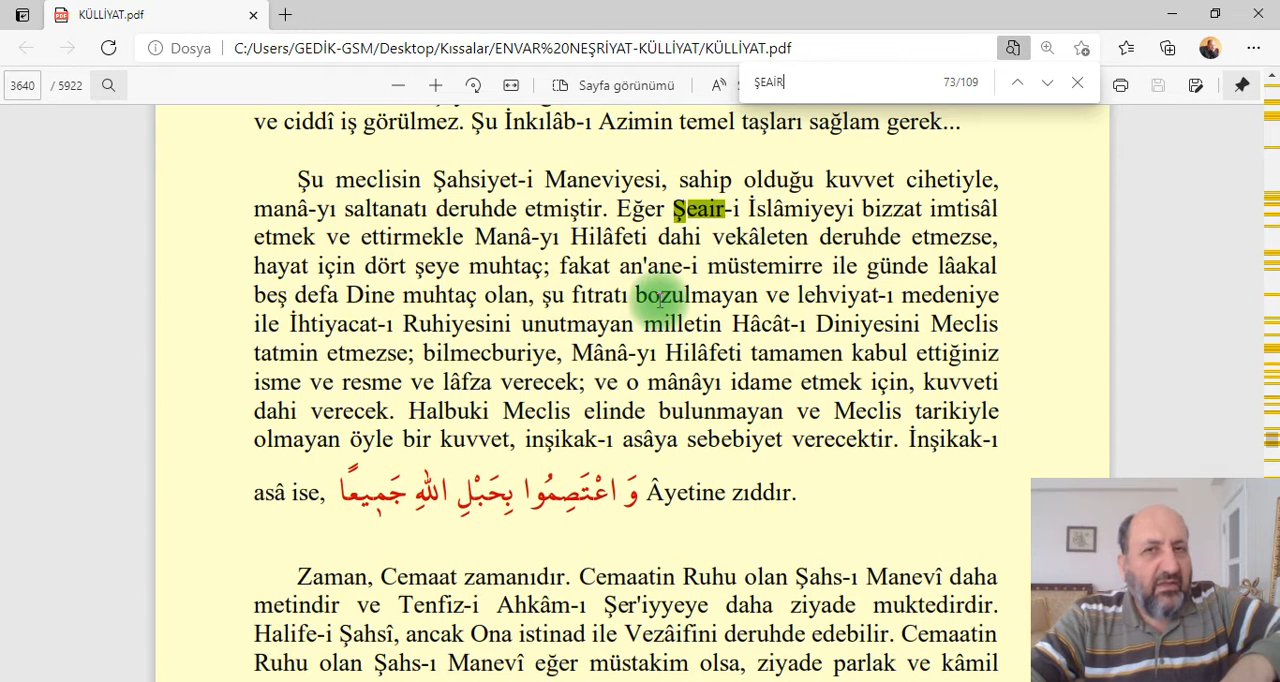 KÜLLİYAT.pdf
Dosya
C:/Users/GEDİK-GSM/Desktop/Kıssalar/ENVAR%20NEŞRİYAT-KÜLLİYAT/KÜLLİYAT.pdf
3640 / 5922
Sayfa görünümü
ŞEAİR 73/109
ve ciddî iş görülmez. Şu İnkılâb-ı Azimin temel taşları sağlam gerek...
Şu meclisin Şahsiyet-i Maneviyesi, sahip olduğu kuvvet cihetiyle,
manâ-yı saltanatı deruhde etmiştir. Eğer Şeair-i İslâmiyeyi bizzat imtisâl
etmek ve ettirmekle Manâ-yı Hilâfeti dahi vekâleten deruhde etmezse,
hayat için dört şeye muhtaç; fakat an'ane-i müstemirre ile günde lâakal
beş defa Dine muhtaç olan, şu fıtratı bozulmayan ve lehviyat-ı medeniye
ile İhtiyacat-ı Ruhiyesini unutmayan milletin Hâcât-ı Diniyesini Meclis
tatmin etmezse; bilmecburiye, Mânâ-yı Hilâfeti tamamen kabul ettiğiniz
isme ve resme ve lâfza verecek; ve o mânâyı idame etmek için, kuvveti
dahi verecek. Halbuki Meclis elinde bulunmayan ve Meclis tarikiyle
olmayan öyle bir kuvvet, inşikak-ı asâya sebebiyet verecektir. İnşikak-ı
asâ ise, وَ اعْتَصِمُوا بِحَبْلِ اللّٰهِ جَمِيعًا Âyetine zıddır.
Zaman, Cemaat zamanıdır. Cemaatin Ruhu olan Şahs-ı Manevî daha
metindir ve Tenfiz-i Ahkâm-ı Şer'iyyeye daha ziyade muktedirdir.
Halife-i Şahsî, ancak Ona istinad ile Vezâifini deruhde edebilir. Cemaatin
Ruhu olan Şahs-ı Manevî eğer müstakim olsa, ziyade parlak ve kâmil